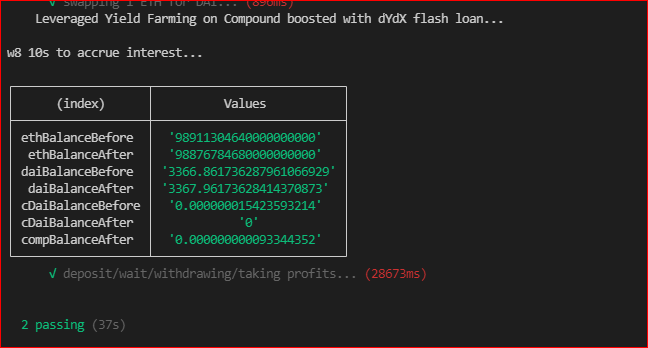 √ swapping 1 ETH for DAI... (896ms)
Leveraged Yield Farming on Compound boosted with dYdX flash loan...
w8 10s to accrue interest...
(index) Values
ethBalanceBefore '98911304640000000000'
ethBalanceAfter '98876784680000000000'
daiBalanceBefore '3366.861736287961066929'
daiBalanceAfter '3367.96173628414370873'
cDaiBalanceBefore '0.000000015423593214'
cDaiBalanceAfter '0'
compBalanceAfter '0.000000000093344352'
√ deposit/wait/withdrawing/taking profits... (28673ms)
2 passing (37s)